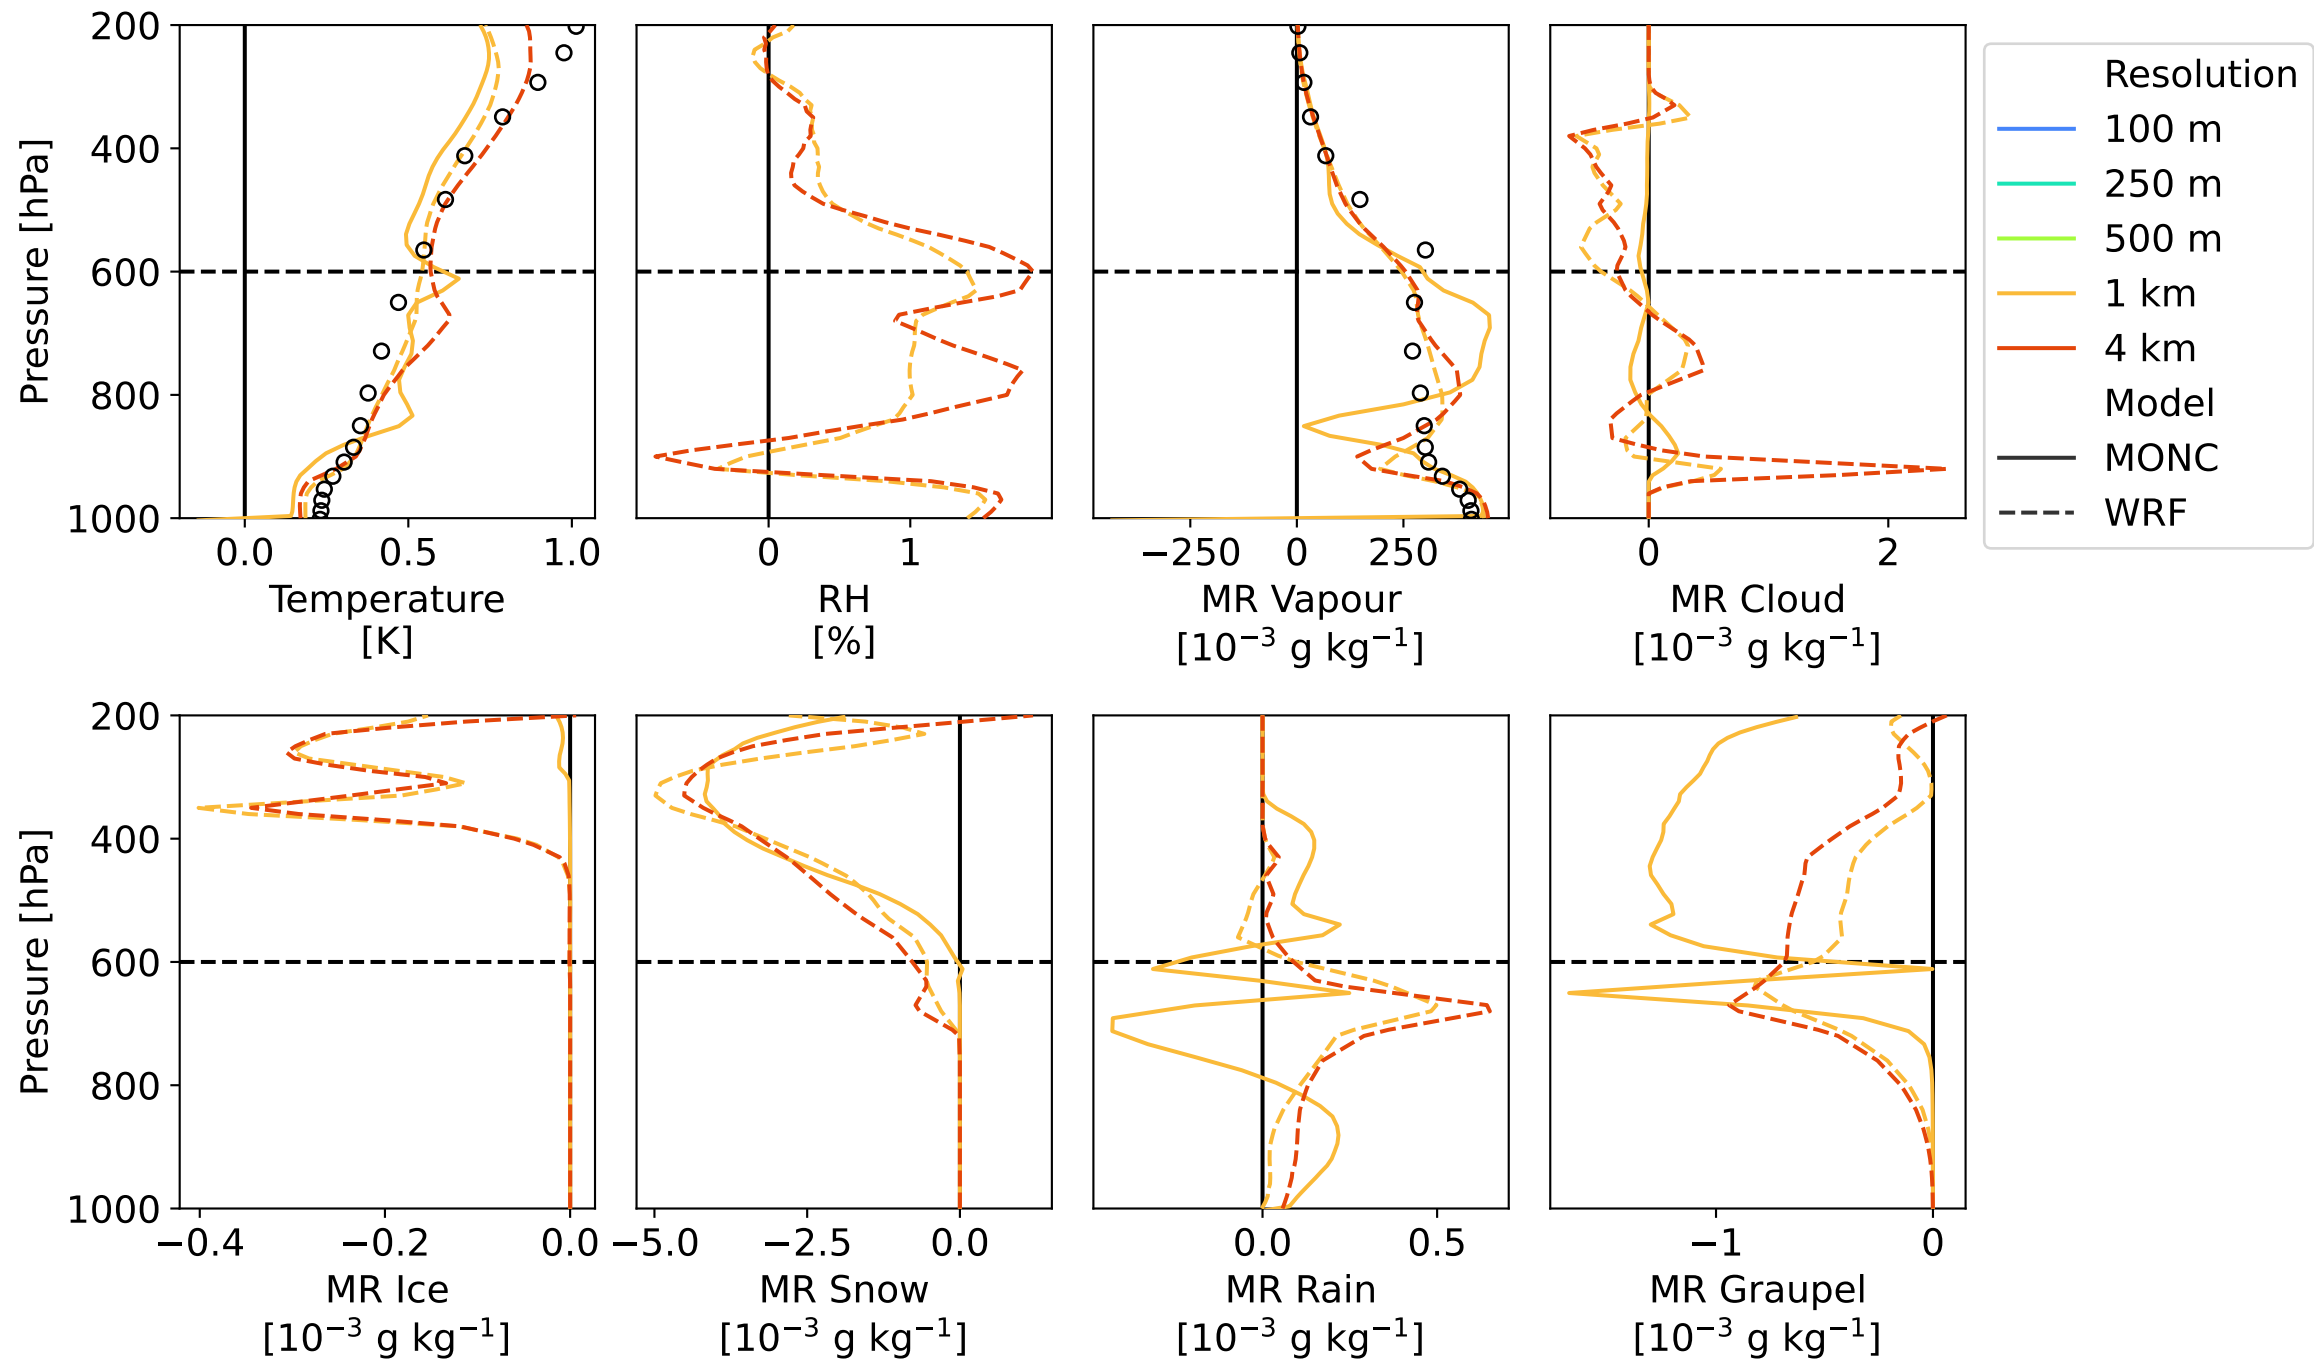 200
400
600
800
1000
Pressure [hPa]
0.0 0.5 1.0
Temperature
[K]
0 1
RH
[%]
−250 0 250
MR Vapour
[10⁻³ g kg⁻¹]
0 2
MR Cloud
[10⁻³ g kg⁻¹]
Resolution
100 m
250 m
500 m
1 km
4 km
Model
MONC
WRF
200
400
600
800
1000
Pressure [hPa]
−0.4 −0.2 0.0
MR Ice
[10⁻³ g kg⁻¹]
−5.0 −2.5 0.0
MR Snow
[10⁻³ g kg⁻¹]
0.0 0.5
MR Rain
[10⁻³ g kg⁻¹]
−1 0
MR Graupel
[10⁻³ g kg⁻¹]